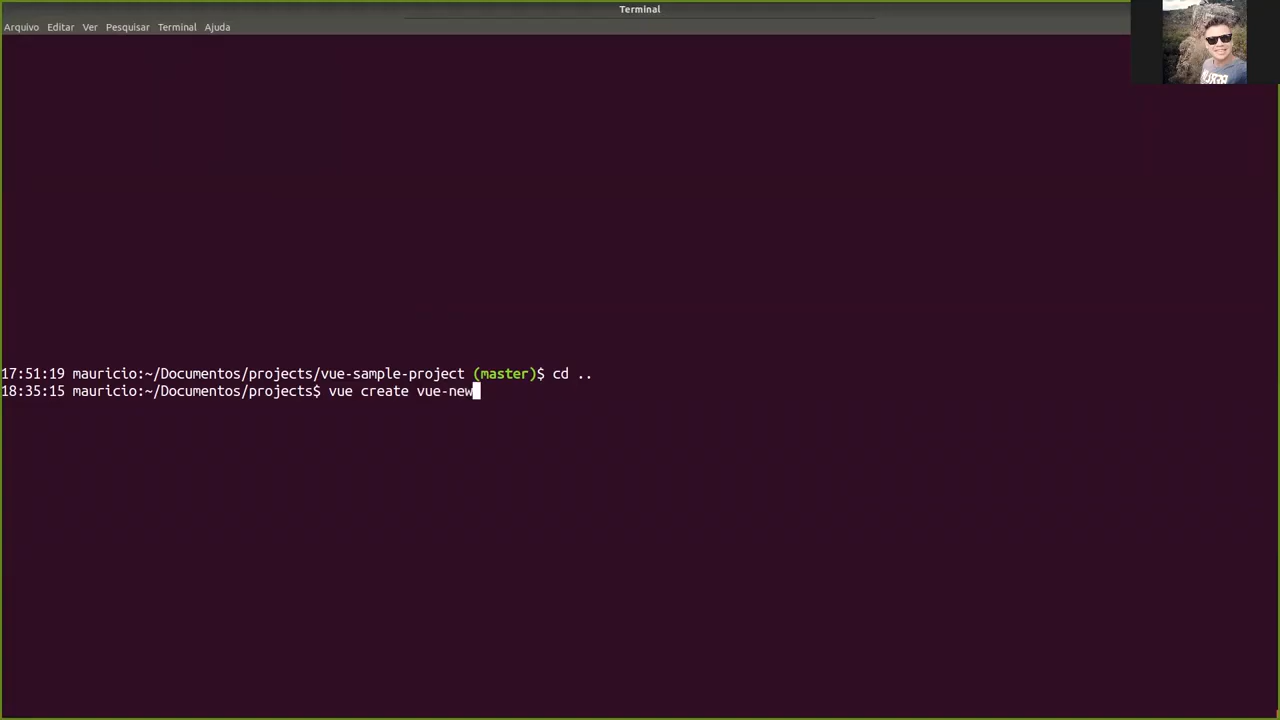 Terminal
Arquivo Editar Ver Pesquisar Terminal Ajuda
17:51:19 mauricio:~/Documentos/projects/vue-sample-project (master)$ cd ..
18:35:15 mauricio:~/Documentos/projects$ vue create vue-new